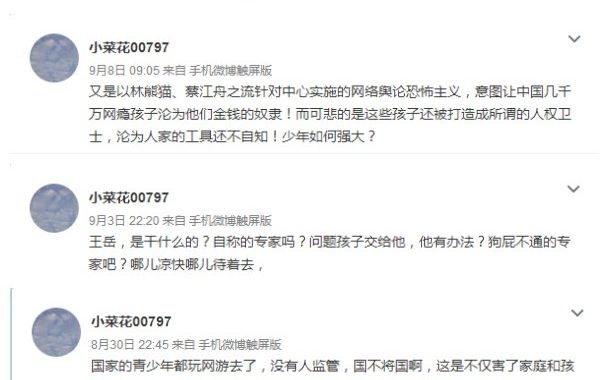 小菜花00797
9月8日 09:05 来自 手机微博触屏版
又是以林熊猫、蔡江舟之流针对中心实施的网络舆论恐怖主义，意图让中国几千
万网瘾孩子沦为他们金钱的奴隶！而可悲的是这些孩子还被打造成所谓的人权卫
士，沦为人家的工具还不自知！少年如何强大？
小菜花00797
9月3日 22:20 来自 手机微博触屏版
王岳，是干什么的？自称的专家吗？问题孩子交给他，他有办法？狗屁不通的专
家吧？哪儿凉快哪儿待着去，
小菜花00797
8月30日 22:45 来自 手机微博触屏版
国家的青少年都玩网游去了，没有人监管，国不将国啊，这是不仅害了家庭和孩